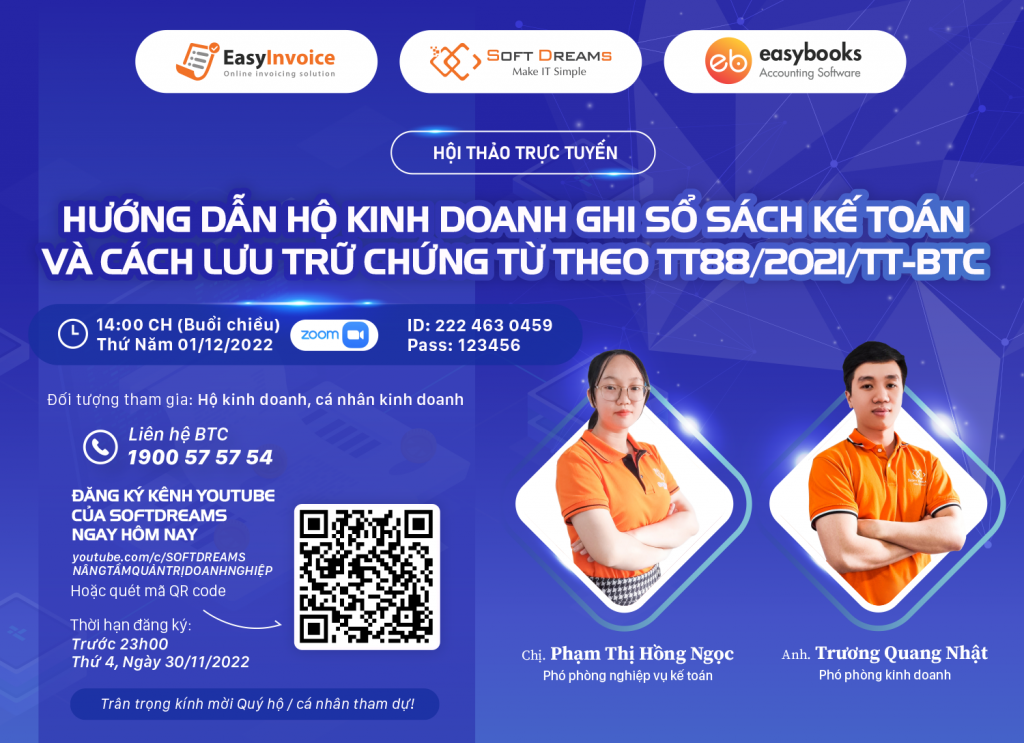 EasyInvoice
Online invoicing solution
SOFT DREAMS
Make IT Simple
eb
easybooks
Accounting Software
HỘI THẢO TRỰC TUYẾN
HƯỚNG DẪN HỘ KINH DOANH GHI SỔ SÁCH KẾ TOÁN
VÀ CÁCH LƯU TRỮ CHỨNG TỪ THEO TT88/2021/TT-BTC
14:00 CH (Buổi chiều)
Thứ Năm 01/12/2022
zoom
ID: 222 463 0459
Pass: 123456
Đối tượng tham gia: Hộ kinh doanh, cá nhân kinh doanh
Liên hệ BTC
1900 57 57 54
ĐĂNG KÝ KÊNH YOUTUBE
CỦA SOFTDREAMS
NGAY HÔM NAY
youtube.com/c/SOFTDREAMS
NÂNGTẦMQUẢNTRỊDOANHNGHIỆP
Hoặc quét mã QR code
Thời hạn đăng ký:
Trước 23h00
Thứ 4, Ngày 30/11/2022
Trân trọng kính mời Quý hộ / cá nhân tham dự!
Chị. Phạm Thị Hồng Ngọc
Phó phòng nghiệp vụ kế toán
Anh. Trương Quang Nhật
Phó phòng kinh doanh